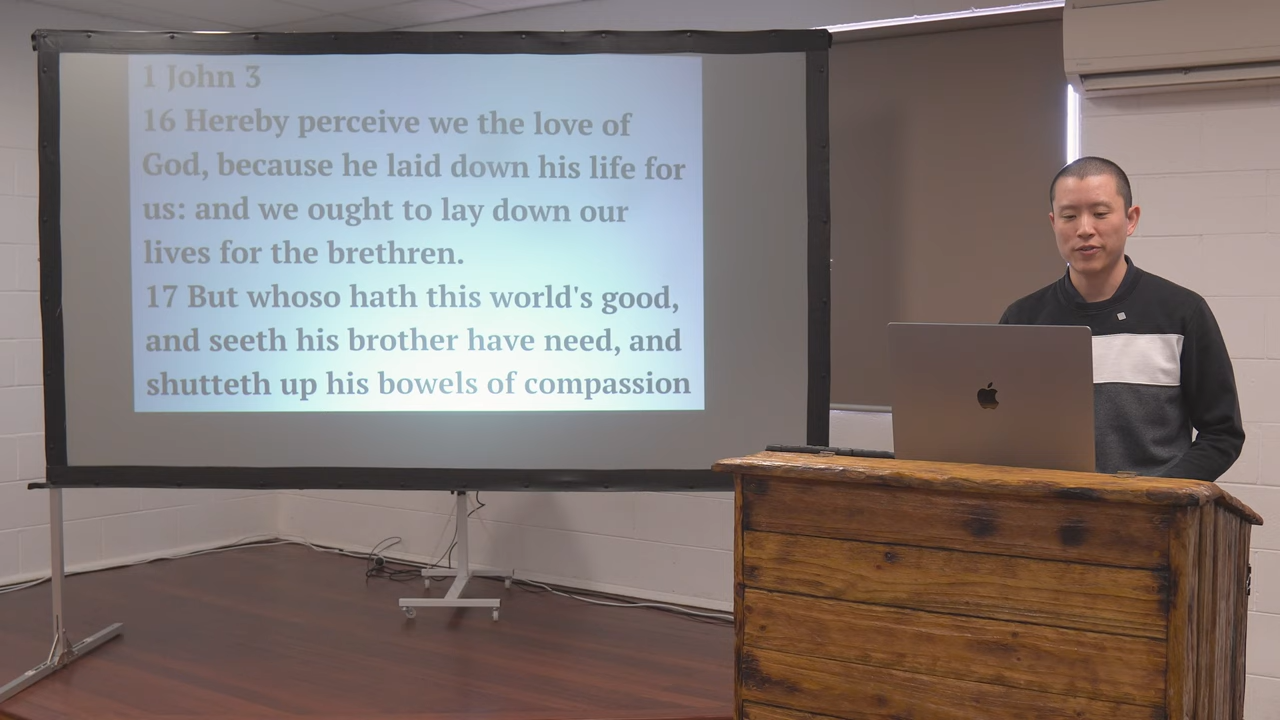 1 John 3
16 Hereby perceive we the love of
God, because he laid down his life for
us: and we ought to lay down our
lives for the brethren.
17 But whoso hath this world's good,
and seeth his brother have need, and
shutteth up his bowels of compassion